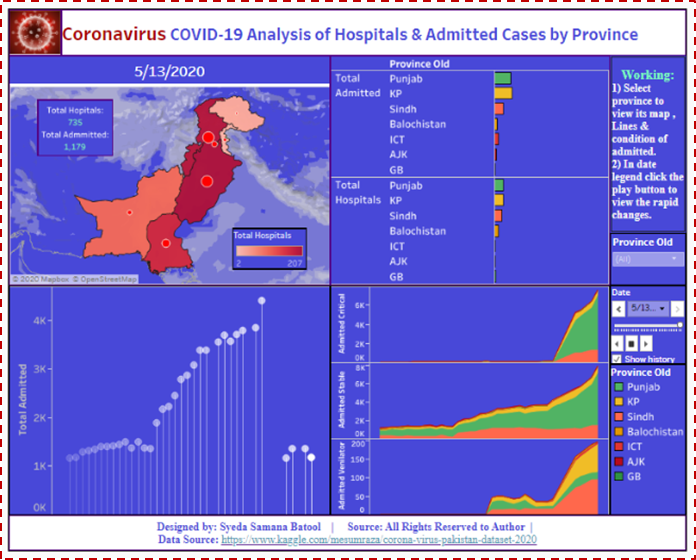 Coronavirus COVID-19 Analysis of Hospitals & Admitted Cases by Province
5/13/2020
Total Hopitals:
735
Total Admmitted:
1,179
Total Hospitals
2 207
© 2020 Mapbox © OpenStreetMap
Province Old
Total Admitted
Punjab
KP
Sindh
Balochistan
ICT
AJK
GB
Total Hospitals
Punjab
KP
Sindh
Balochistan
ICT
AJK
GB
Working:
1) Select
province to
view its map ,
Lines &
condition of
admitted.
2) In date
legend click the
play button to
view the rapid
changes.
Province Old
(All)
Total Admitted
4K
3K
2K
1K
0K
Admitted Critical
6K
4K
2K
0K
Admitted Stable
8K
6K
4K
2K
0K
Admitted Venilator
200
150
100
50
0
Date
5/13...
Show history
Province Old
Punjab
KP
Sindh
Balochistan
ICT
AJK
GB
Designed by: Syeda Samana Batool | Source: All Rights Reserved to Author |
Data Source: https://www.kaggle.com/mesumraza/corona-virus-pakistan-dataset-2020